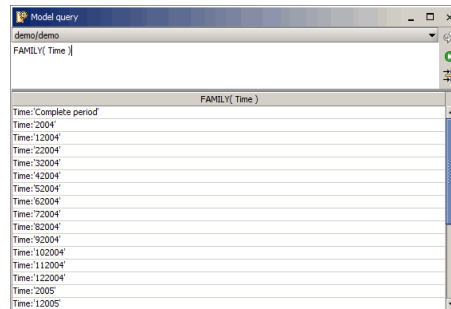 Model query
demo/demo
FAMILY( Time )
FAMILY( Time )
Time:'Complete period'
Time:'2004'
Time:'12004'
Time:'22004'
Time:'32004'
Time:'42004'
Time:'52004'
Time:'62004'
Time:'72004'
Time:'82004'
Time:'92004'
Time:'102004'
Time:'112004'
Time:'122004'
Time:'2005'
Time:'12005'